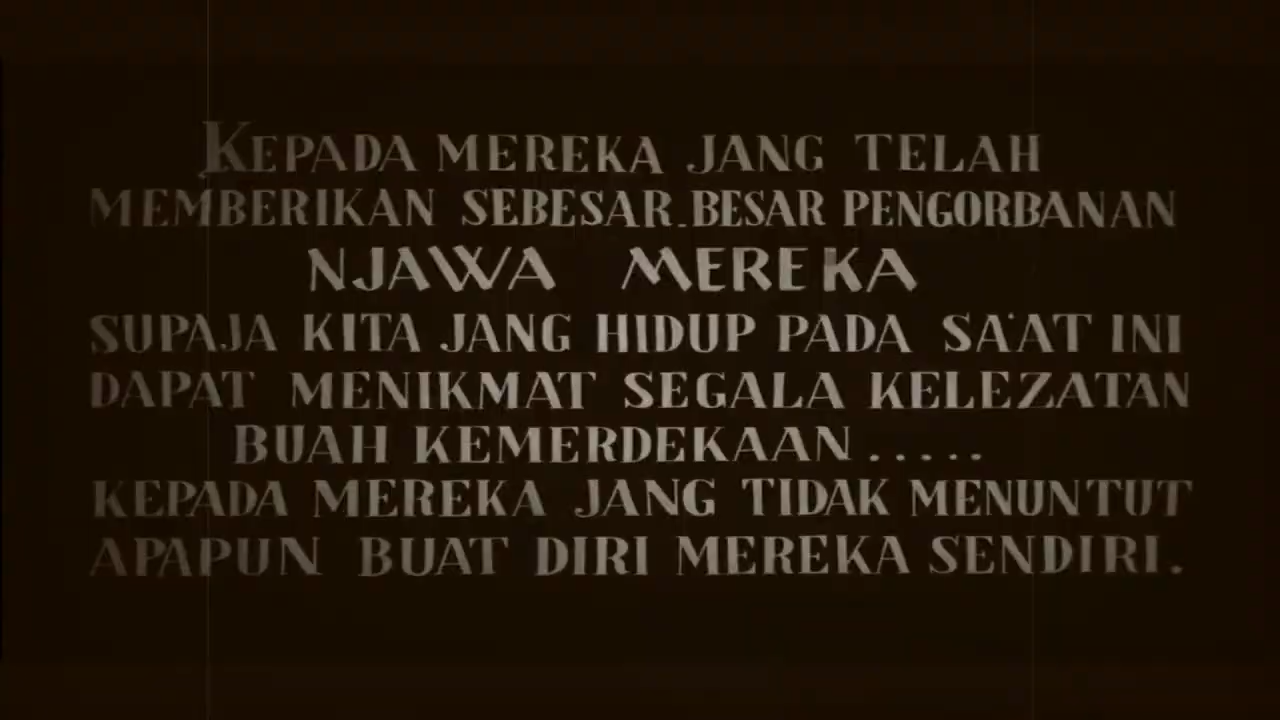 KEPADA MEREKA JANG TELAH
MEMBERIKAN SEBESAR-BESAR PENGORBANAN
NJAWA MEREKA
SUPAJA KITA JANG HIDUP PADA SA'AT INI
DAPAT MENIKMAT SEGALA KELEZATAN
BUAH KEMERDEKAAN.....
KEPADA MEREKA JANG TIDAK MENUNTUT
APAPUN BUAT DIRI MEREKA SENDIRI.